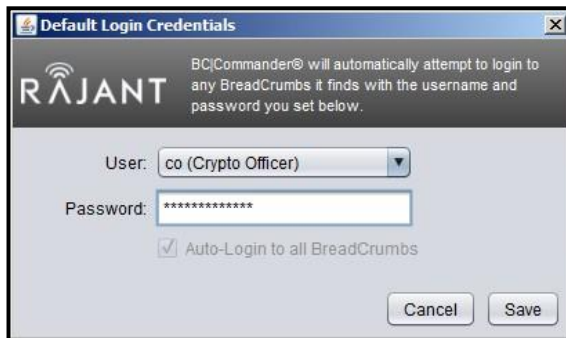 Default Login Credentials
RAJANT
BC|Commander® will automatically attempt to login to
any BreadCrumbs it finds with the username and
password you set below.
User: co (Crypto Officer)
Password: *************
Auto-Login to all BreadCrumbs
Cancel Save